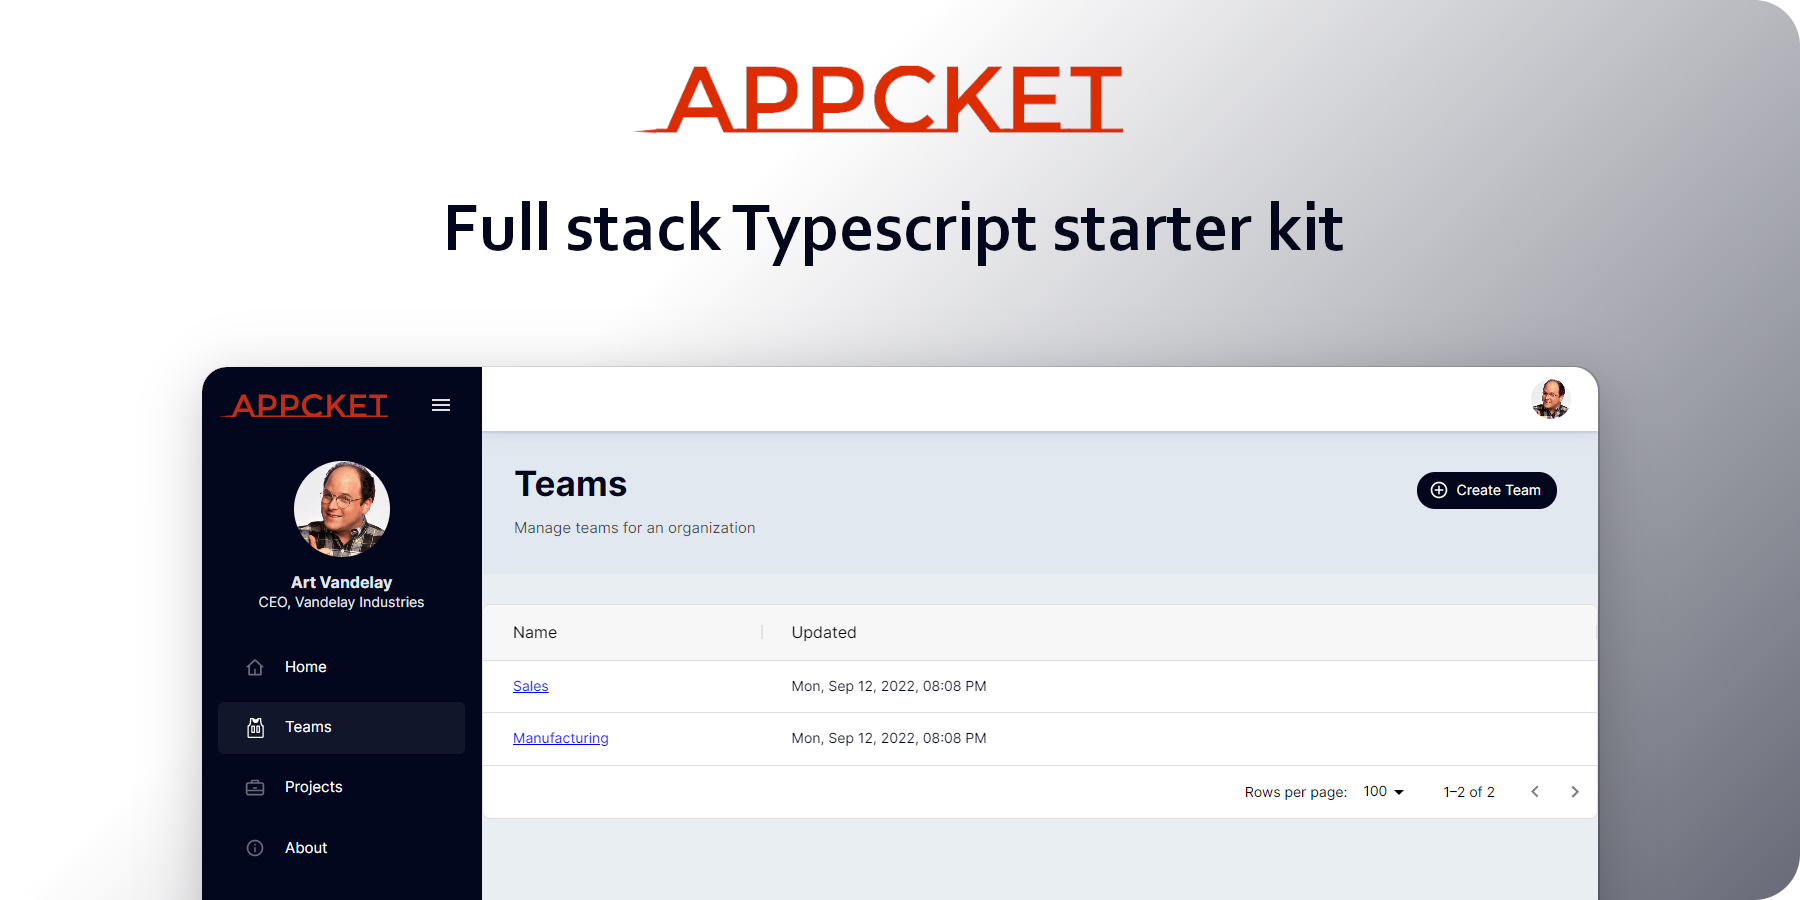 APPCKET
Full stack Typescript starter kit
APPCKET
Art Vandelay
CEO, Vandelay Industries
Home
Teams
Projects
About
Teams
Manage teams for an organization
Create Team
Name Updated
Sales Mon, Sep 12, 2022, 08:08 PM
Manufacturing Mon, Sep 12, 2022, 08:08 PM
Rows per page: 100 1–2 of 2